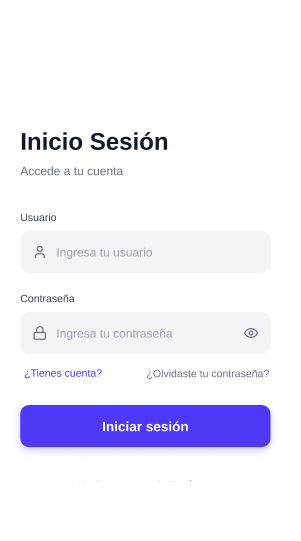 Inicio Sesión
Accede a tu cuenta
Usuario
Ingresa tu usuario
Contraseña
Ingresa tu contraseña
¿Tienes cuenta? ¿Olvidaste tu contraseña?
Iniciar sesión